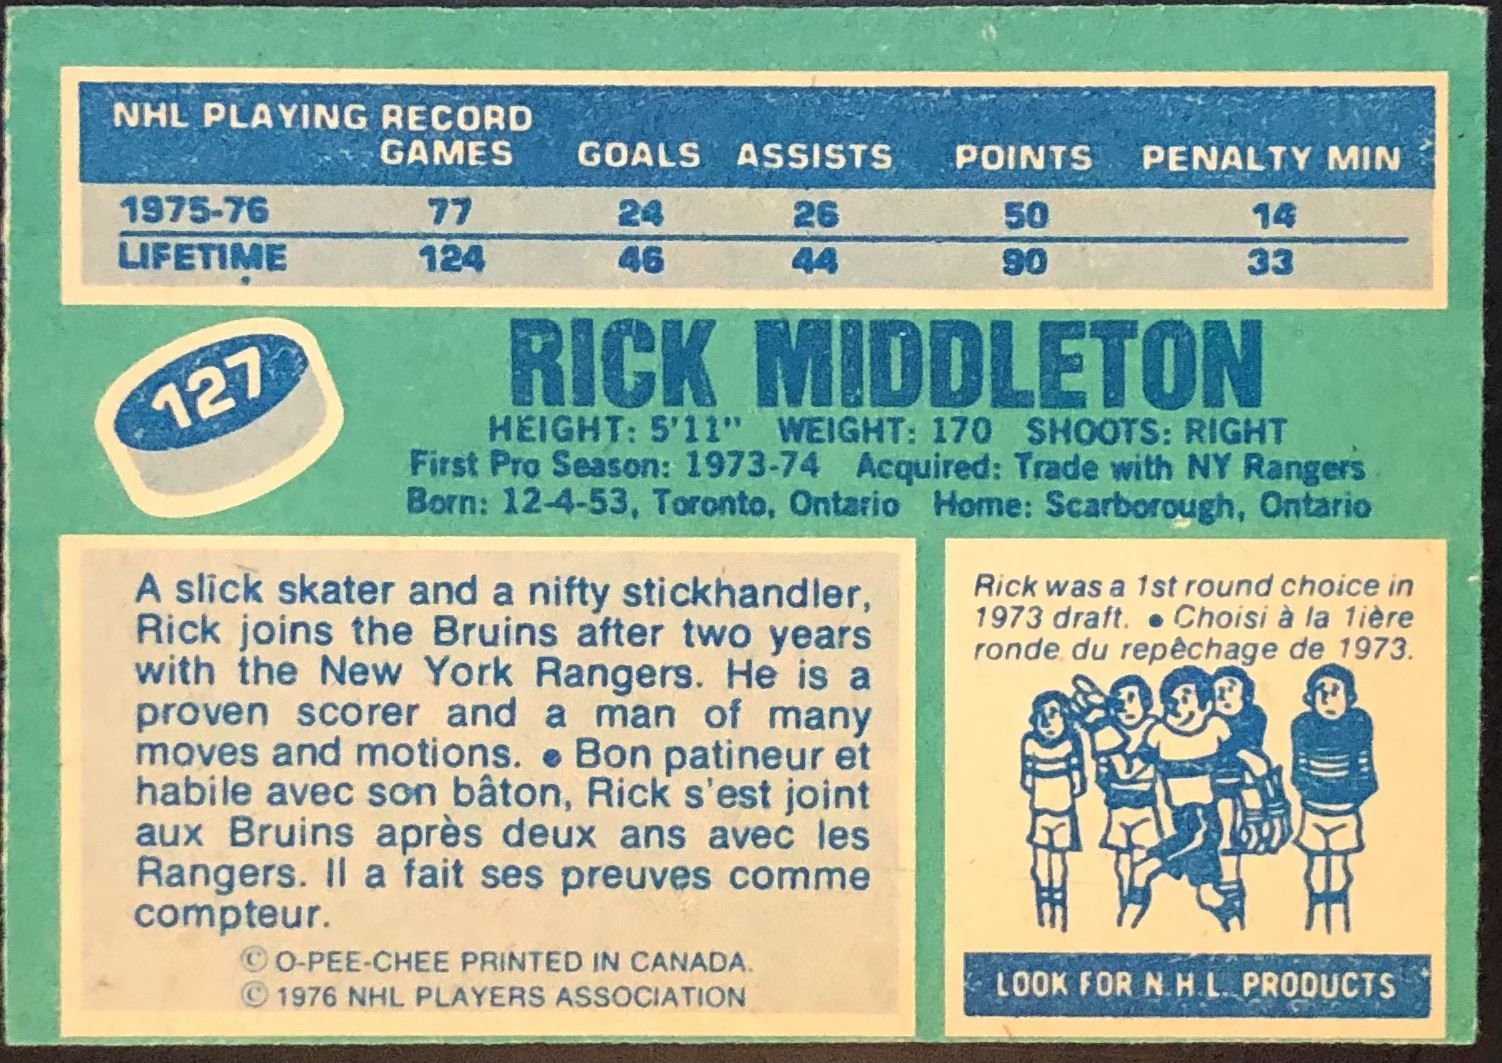 NHL PLAYING RECORD
GAMES GOALS ASSISTS POINTS PENALTY MIN
1975-76 77 24 26 50 14
LIFETIME 124 46 44 90 33
127
RICK MIDDLETON
HEIGHT: 5'11" WEIGHT: 170 SHOOTS: RIGHT
First Pro Season: 1973-74 Acquired: Trade with NY Rangers
Born: 12-4-53, Toronto, Ontario Home: Scarborough, Ontario
A slick skater and a nifty stickhandler,
Rick joins the Bruins after two years
with the New York Rangers. He is a
proven scorer and a man of many
moves and motions. • Bon patineur et
habile avec son bâton, Rick s'est joint
aux Bruins après deux ans avec les
Rangers. Il a fait ses preuves comme
compteur.
© O-PEE-CHEE PRINTED IN CANADA.
© 1976 NHL PLAYERS ASSOCIATION
Rick was a 1st round choice in
1973 draft. • Choisi à la 1ière
ronde du repêchage de 1973.
LOOK FOR N.H.L. PRODUCTS